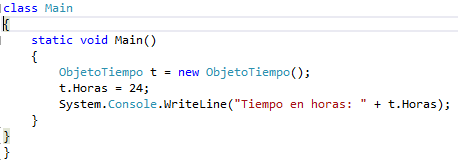 class Main
{
    static void Main()
    {
        ObjetoTiempo t = new ObjetoTiempo();
        t.Horas = 24;
        System.Console.WriteLine("Tiempo en horas: " + t.Horas);
    }
}
}